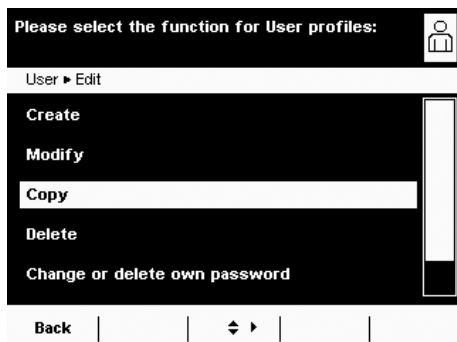 Please select the function for User profiles:
User ▸ Edit
Create
Modify
Copy
Delete
Change or delete own password
Back